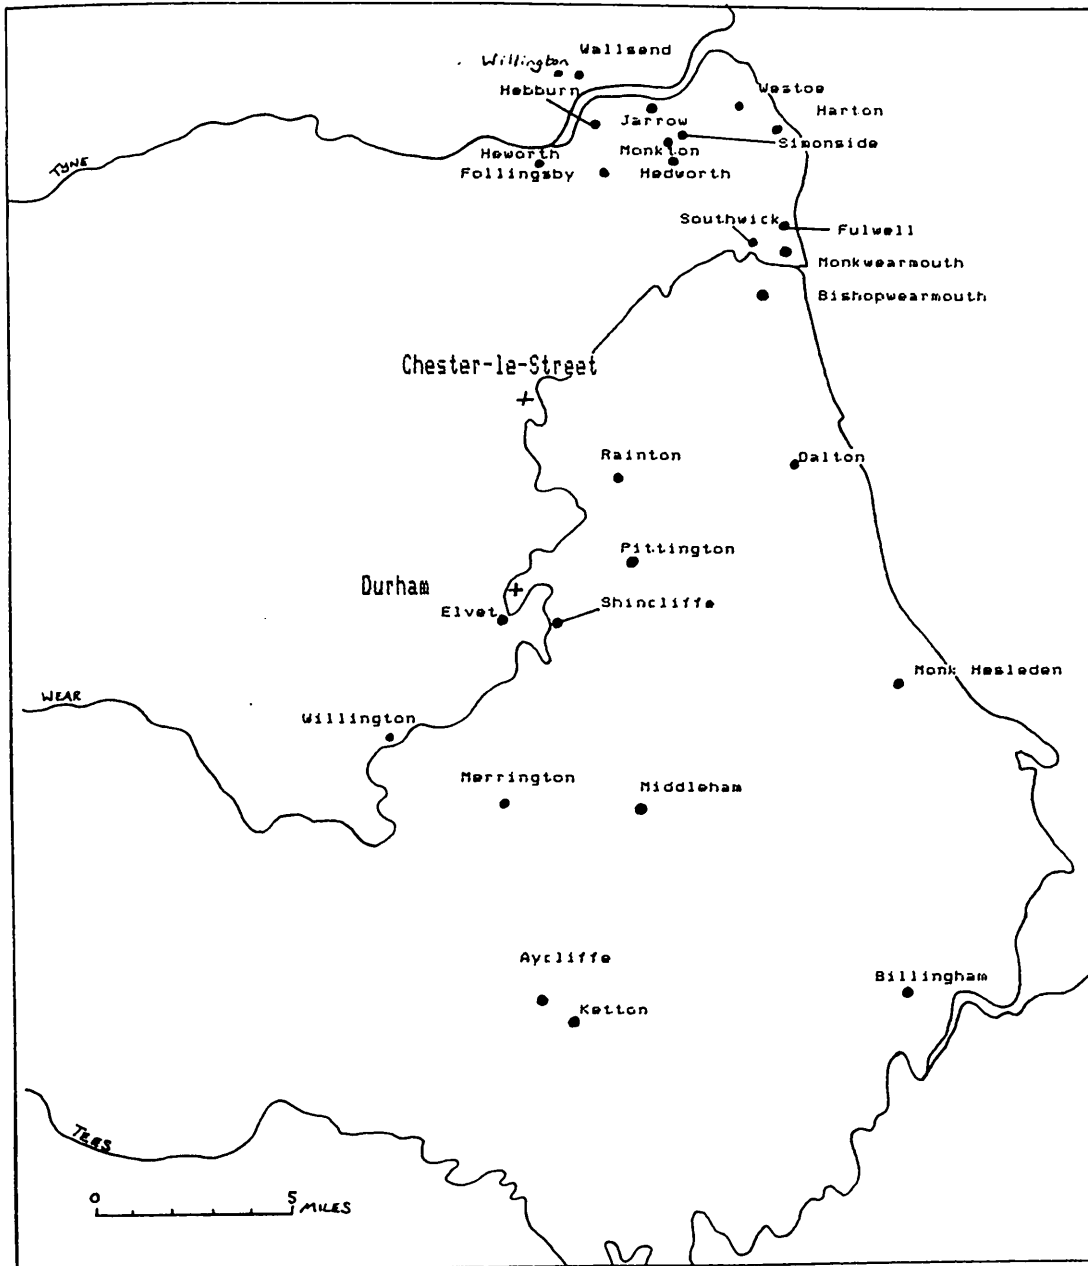 Wallsend
Willington
Hebburn
Westoe
Harton
Jarrow
Simonside
TYNE
Heworth
Monkton
Follingsby
Hedworth
Southwick
Fulwell
Monkwearmouth
Bishopwearmouth
Chester-le-Street
Rainton
Dalton
Pittington
Durham
Elvet
Shincliffe
Monk Hesleden
WEAR
Willington
Merrington
Middleham
Aycliffe
Billingham
Ketton
TEES
0 5 MILES